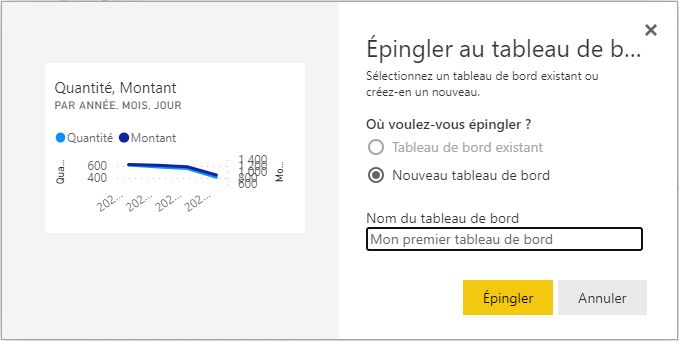 Quantité, Montant
PAR ANNÉE, MOIS, JOUR
Quantité Montant
Qua...
600
400
1 400
1 200
1 000
800
600
Mo...
202... 202... 202... 202...
Épingler au tableau de b...
Sélectionnez un tableau de bord existant ou
créez-en un nouveau.
Où voulez-vous épingler ?
Tableau de bord existant
Nouveau tableau de bord
Nom du tableau de bord
Mon premier tableau de bord
Épingler Annuler